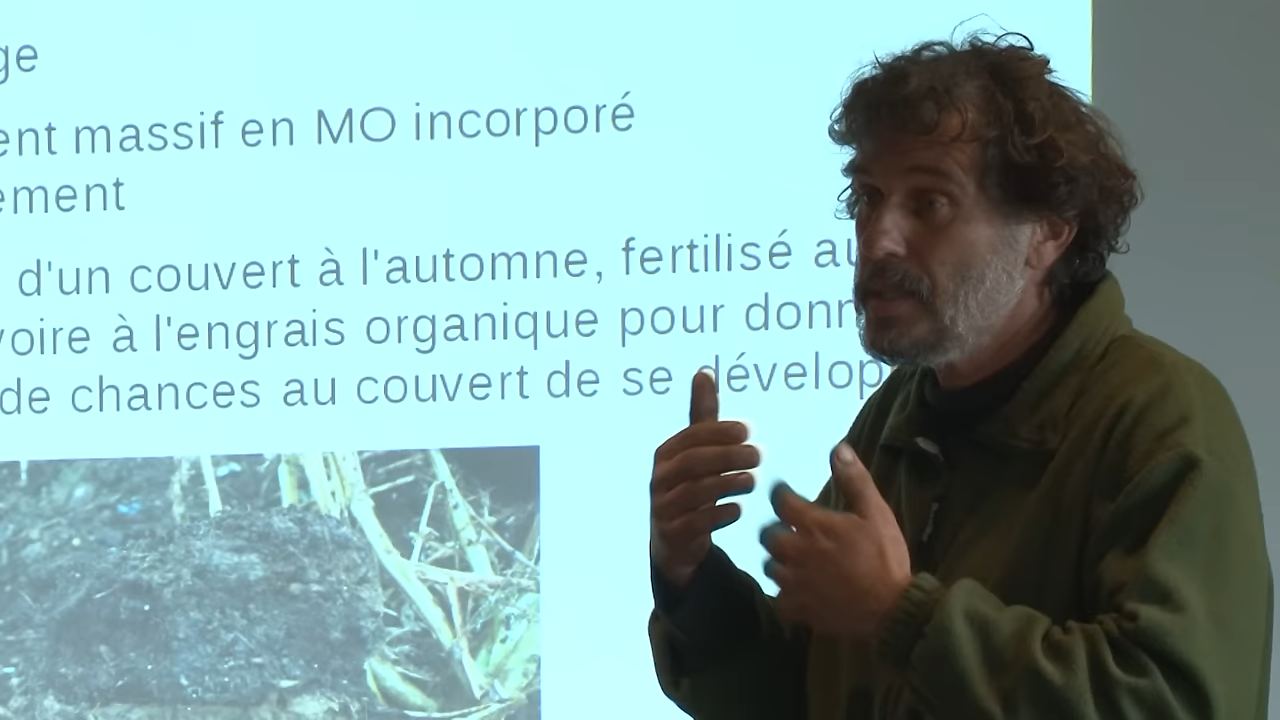 ge
ent massif en MO incorporé
ement
d'un couvert à l'automne, fertilisé au
voire à l'engrais organique pour donn
de chances au couvert de se dévelop